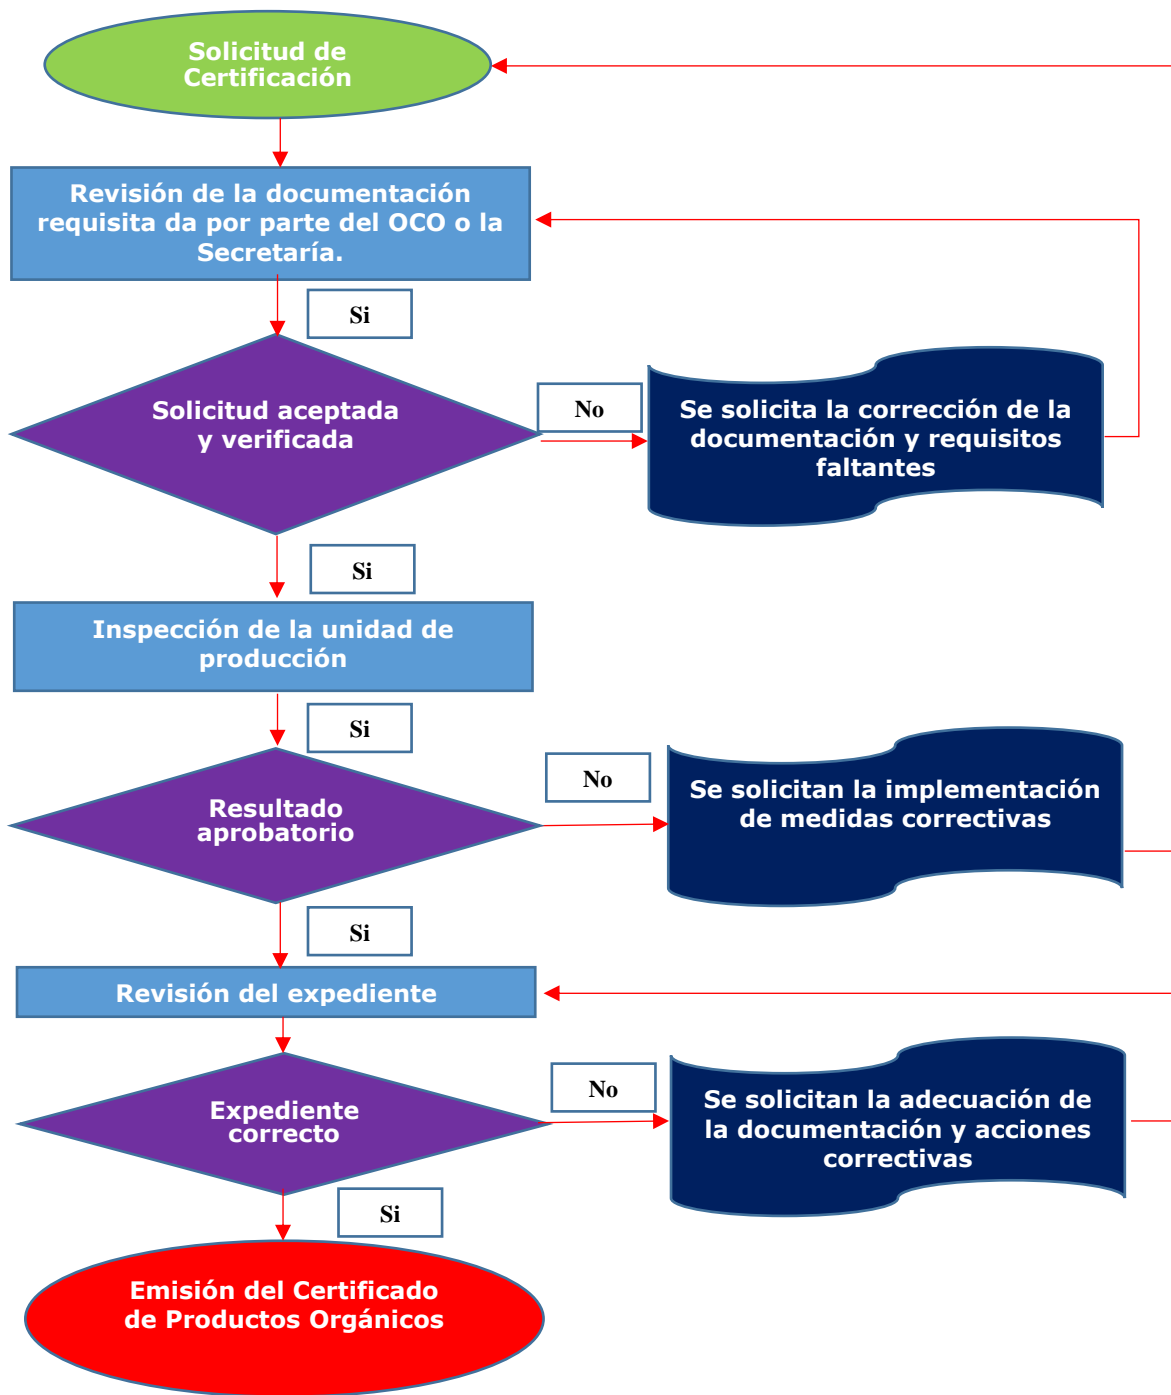 Solicitud de
Certificación
Revisión de la documentación
requisita da por parte del OCO o la
Secretaría.
Si
Solicitud aceptada
y verificada
No
Se solicita la corrección de la
documentación y requisitos
faltantes
Si
Inspección de la unidad de
producción
Si
Resultado
aprobatorio
No
Se solicitan la implementación
de medidas correctivas
Si
Revisión del expediente
Expediente
correcto
No
Se solicitan la adecuación de
la documentación y acciones
correctivas
Si
Emisión del Certificado
de Productos Orgánicos